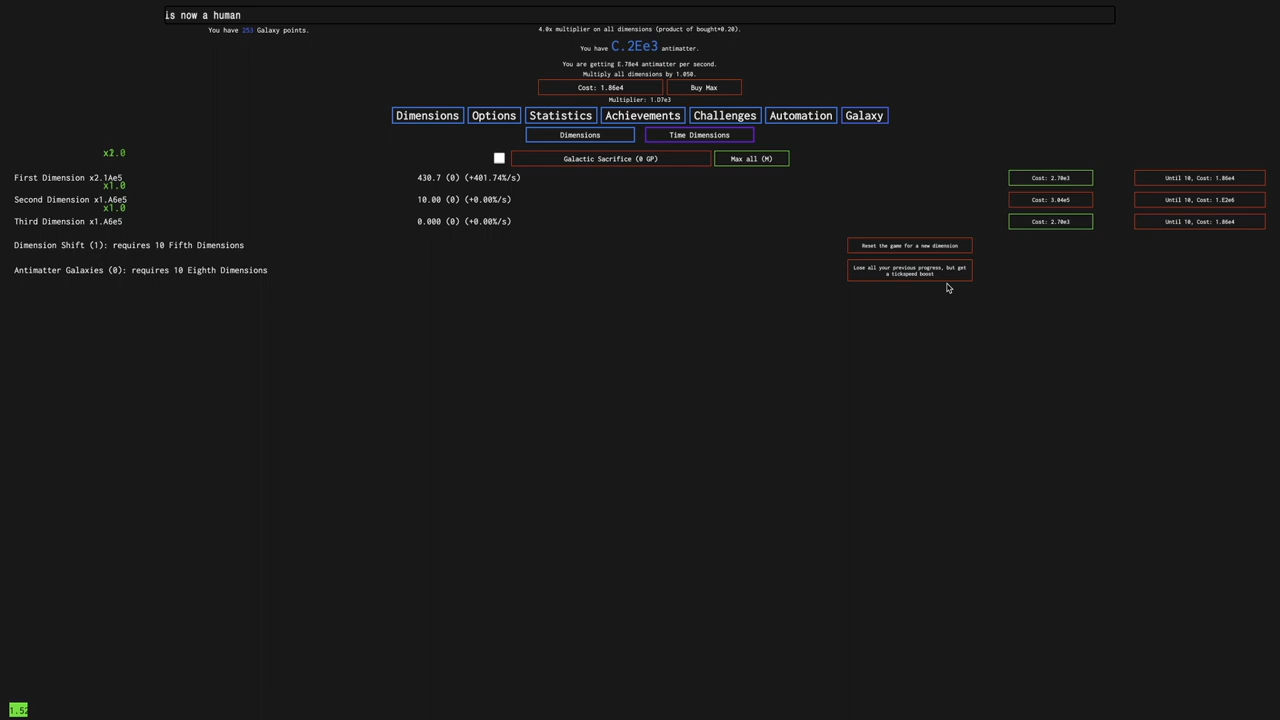 is now a human
You have 253 Galaxy points.
4.0x multiplier on all dimensions (product of bought*0.20).
You have C.2Ee3 antimatter.
You are getting E.78e4 antimatter per second.
Multiply all dimensions by 1.050.
Cost: 1.86e4 Buy Max
Multiplier: 1.D7e3
Dimensions Options Statistics Achievements Challenges Automation Galaxy
Dimensions Time Dimensions
Galactic Sacrifice (0 GP) Max all (M)
First Dimension x2.1Ae5 430.7 (0) (+401.74%/s) Cost: 2.70e3 Until 10, Cost: 1.86e4
x1.0
Second Dimension x1.A6e5 10.00 (0) (+0.00%/s) Cost: 3.04e5 Until 10, Cost: 1.E2e6
x1.0
Third Dimension x1.A6e5 0.000 (0) (+0.00%/s) Cost: 2.70e3 Until 10, Cost: 1.86e4
Dimension Shift (1): requires 10 Fifth Dimensions Reset the game for a new dimension
Antimatter Galaxies (0): requires 10 Eighth Dimensions Lose all your previous progress, but get
a tickspeed boost